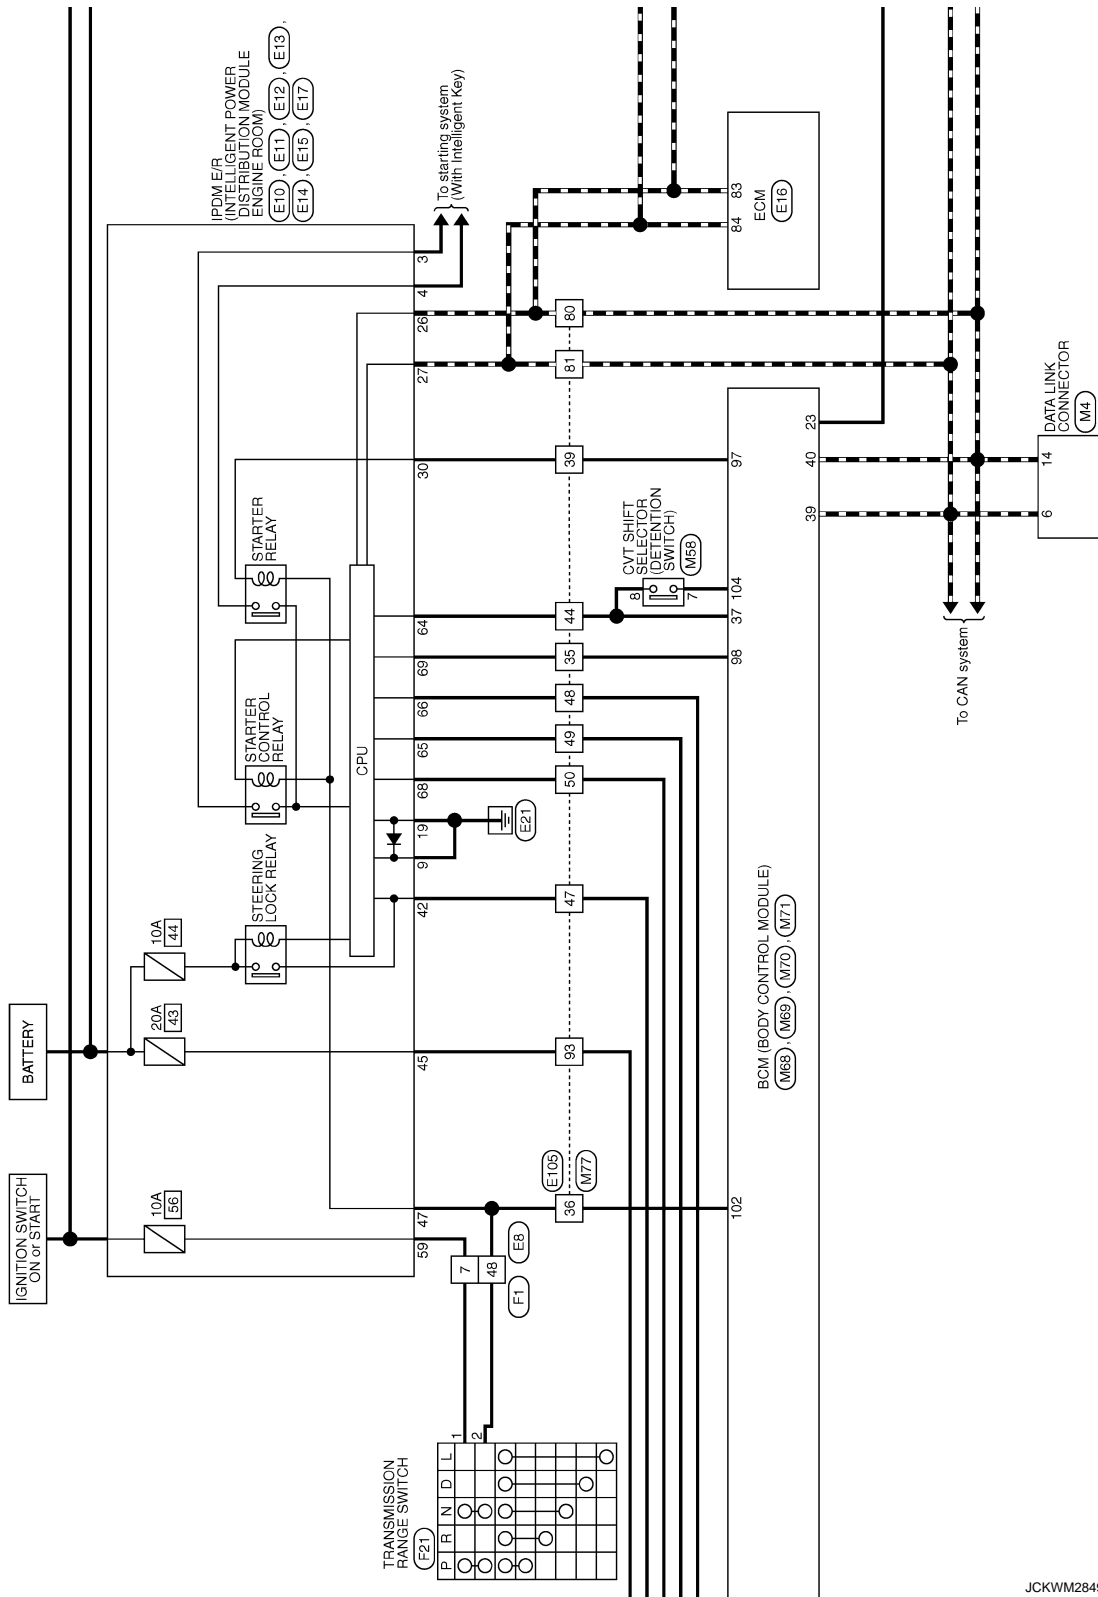 IGNITION SWITCH
ON or START
BATTERY
10A
56
20A
43
10A
44
STEERING
LOCK RELAY
STARTER
CONTROL
RELAY
STARTER
RELAY
CPU
IPDM E/R
(INTELLIGENT POWER
DISTRIBUTION MODULE
ENGINE ROOM)
E10 , E11 , E12 , E13 ,
E14 , E15 , E17
To starting system
(With Intelligent Key)
59
47
45
42
9
19
68
65
66
69
64
30
27
26
4
3
E21
7
48
E8
F1
TRANSMISSION
RANGE SWITCH
F21
P R N D L
1
2
E105
M77
36
93
47
50
49
48
35
44
39
81
80
CVT SHIFT
SELECTOR
(DETENTION
SWITCH)
M58
8
7
ECM
E16
84
83
102
98
37
104
97
39
40
23
BCM (BODY CONTROL MODULE)
M68 , M69 , M70 , M71
To CAN system
DATA LINK
CONNECTOR
M4
6
14
JCKWM2849